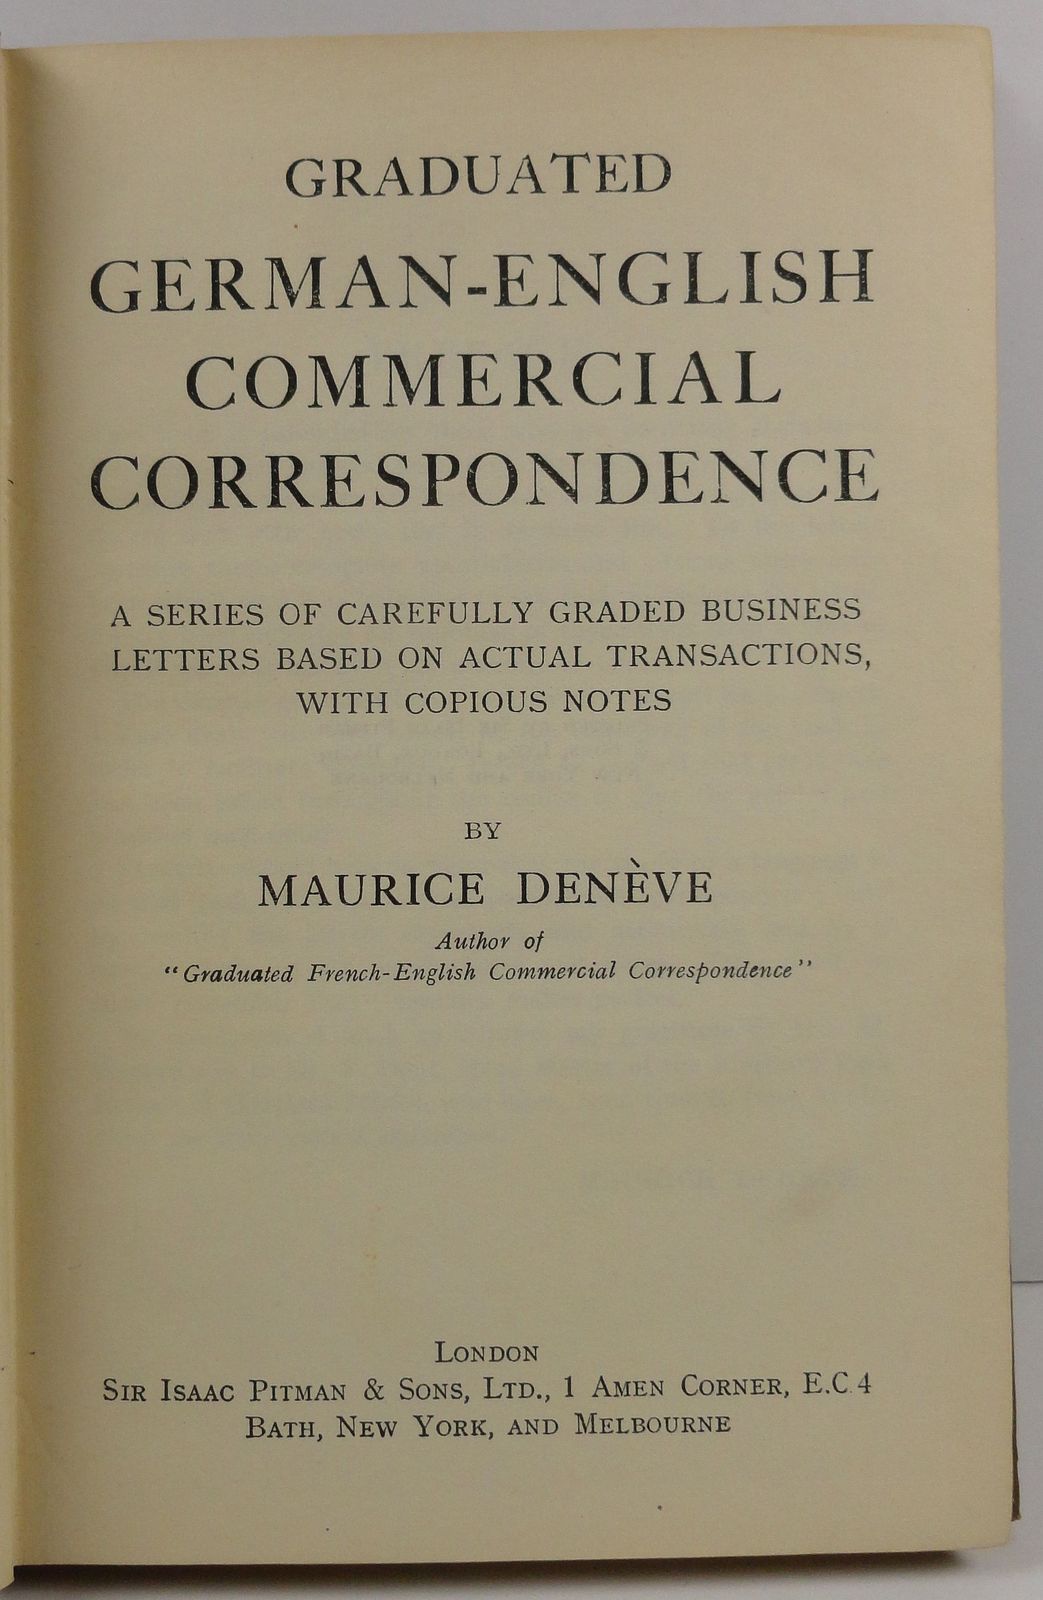 GRADUATED
GERMAN-ENGLISH
COMMERCIAL
CORRESPONDENCE
A SERIES OF CAREFULLY GRADED BUSINESS
LETTERS BASED ON ACTUAL TRANSACTIONS,
WITH COPIOUS NOTES
BY
MAURICE DENÈVE
Author of
"Graduated French-English Commercial Correspondence"
LONDON
SIR ISAAC PITMAN & SONS, LTD., 1 AMEN CORNER, E.C.4
BATH, NEW YORK, AND MELBOURNE